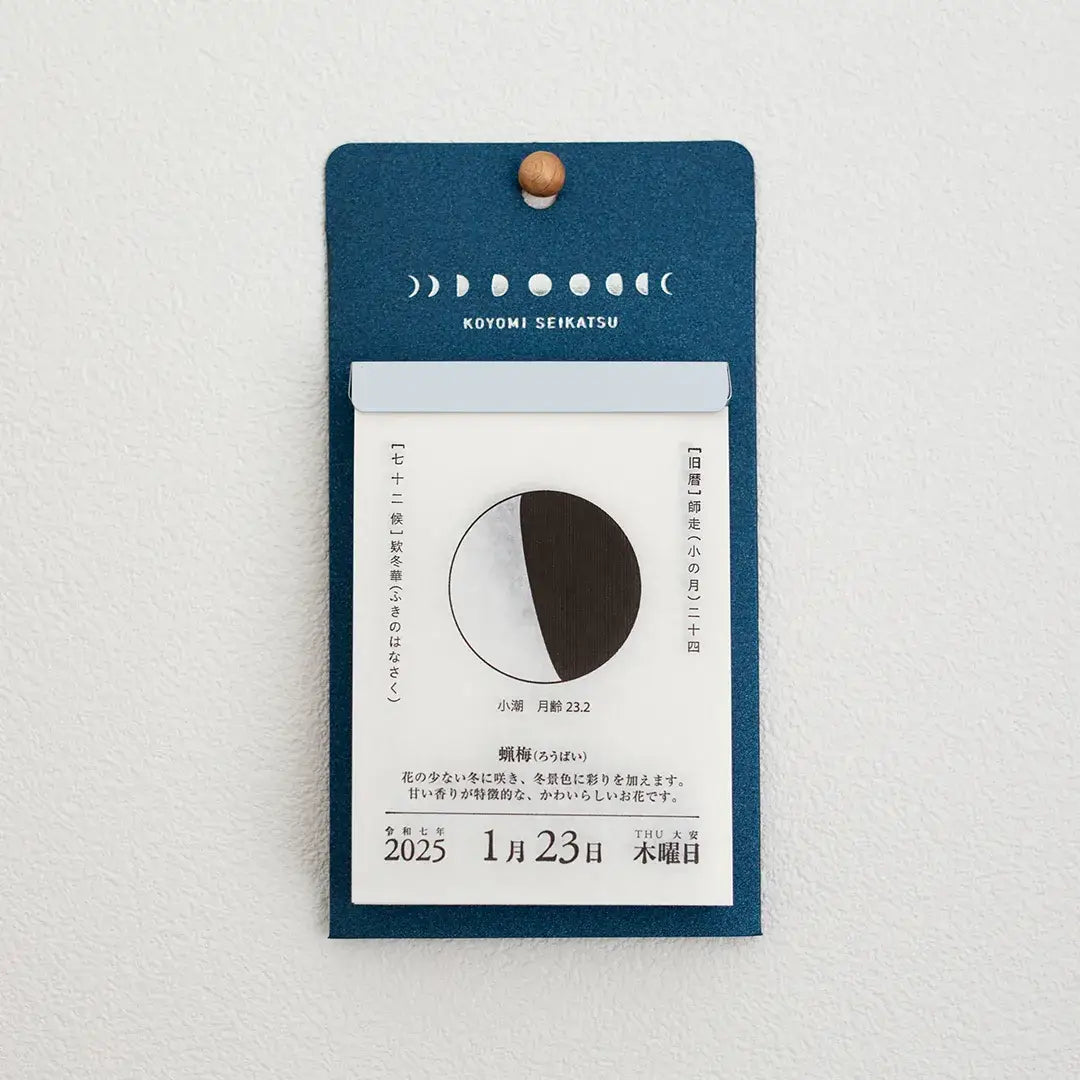 KOYOMI SEIKATSU
[旧暦]師走(小の月)二十四
[七十二候]欵冬華(ふきのはなさく)
小潮 月齢 23.2
蝋梅(ろうばい)
花の少ない冬に咲き、冬景色に彩りを加えます。
甘い香りが特徴的な、かわいらしいお花です。
令和七年
2025
1月23日
THU 大安
木曜日